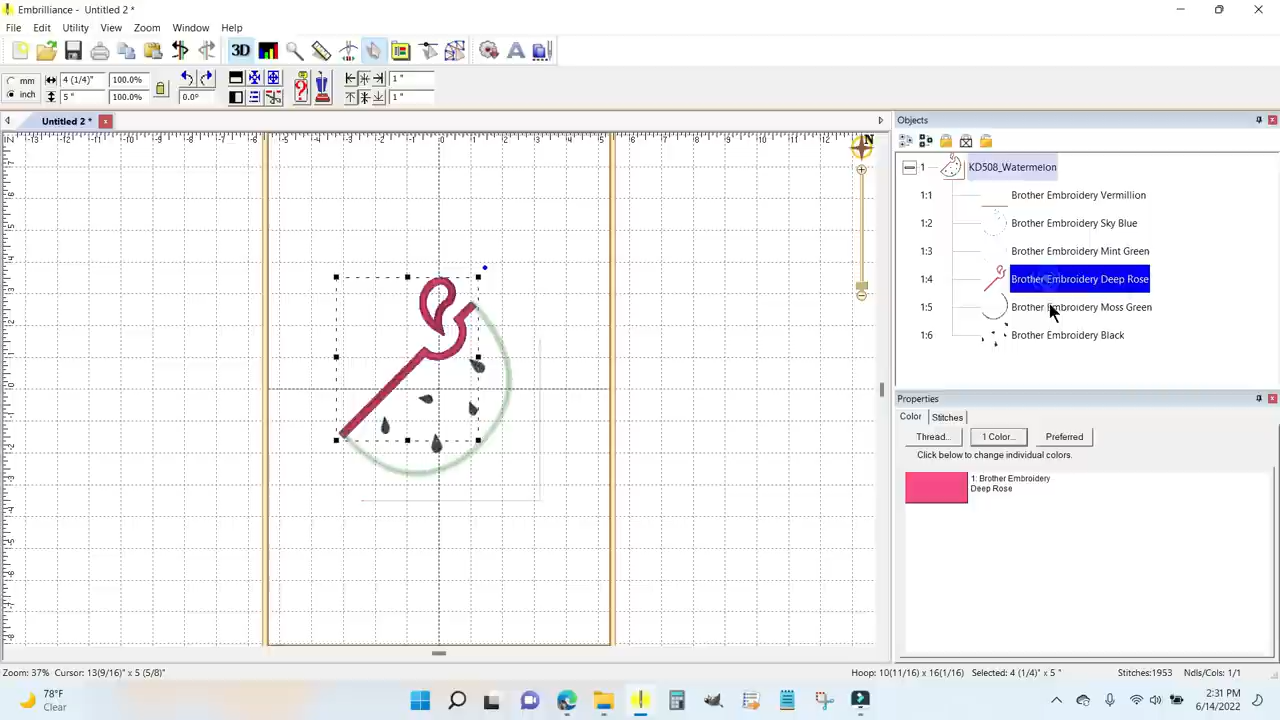 Embrilliance - Untitled 2 *
File Edit Utility View Zoom Window Help
3D
mm 4 (1/4)" 100.0% 1 "
inch 5 " 100.0% 0.0° 1 "
Untitled 2 *
Objects
N
1 KD508_Watermelon
1:1 Brother Embroidery Vermillion
1:2 Brother Embroidery Sky Blue
1:3 Brother Embroidery Mint Green
1:4 Brother Embroidery Deep Rose
1:5 Brother Embroidery Moss Green
1:6 Brother Embroidery Black
Properties
Color Stitches
Thread... 1 Color... Preferred
Click below to change individual colors.
1: Brother Embroidery
Deep Rose
Zoom: 37% Cursor: 13(9/16)" x 5 (5/8)" Hoop: 10(11/16) x 16(1/16) Selected: 4 (1/4)" x 5 " Stitches:1953 Ndls/Cols: 1/1
78°F
Clear
2:31 PM
6/14/2022